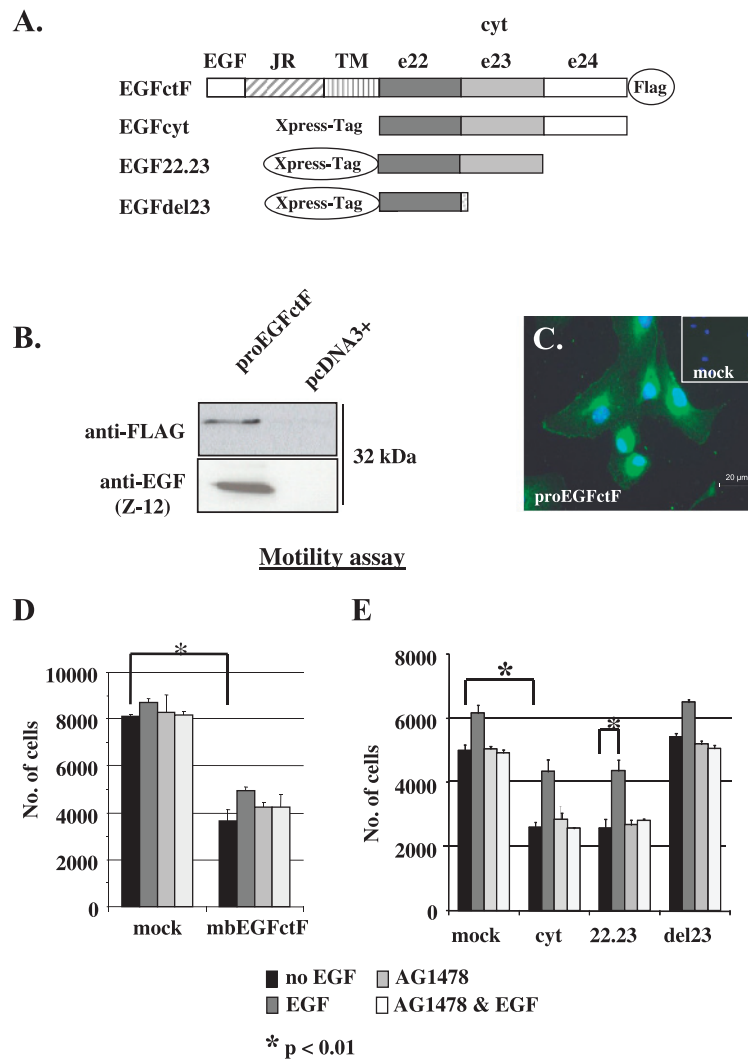 A.
cyt
EGF JR TM e22 e23 e24
EGFctF Flag
EGFcyt Xpress-Tag
EGF22.23 Xpress-Tag
EGFdel23 Xpress-Tag
B.
proEGFctF
pcDNA3+
anti-FLAG
anti-EGF
(Z-12)
32 kDa
C.
mock
20 µm
proEGFctF
Motility assay
D
*
10000
8000
6000
4000
2000
0
No. of cells
mock mbEGFctF
E
8000
6000
4000
2000
0
No. of cells
*
*
mock cyt 22.23 del23
no EGF AG1478
EGF AG1478 & EGF
* p < 0.01